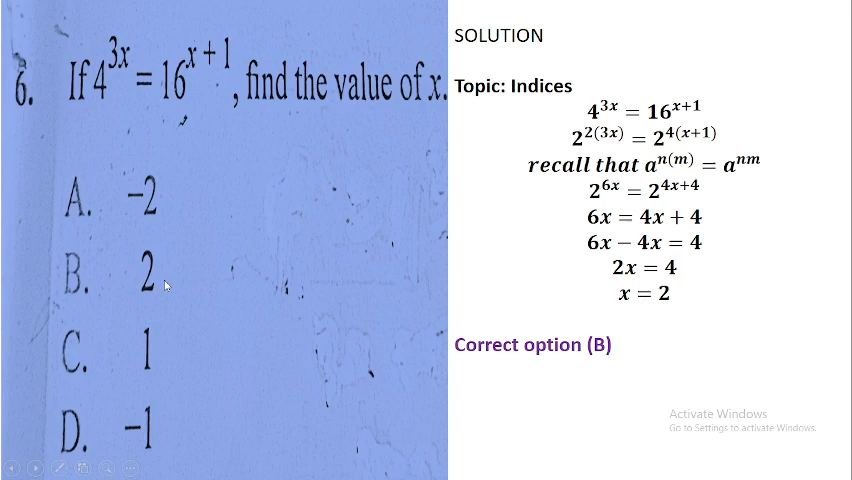 6. If 4^{3x} = 16^{x+1}, find the value of x.
A. −2
B. 2
C. 1
D. −1
SOLUTION
Topic: Indices
4^{3x} = 16^{x+1}
2^{2(3x)} = 2^{4(x+1)}
recall that a^{n(m)} = a^{nm}
2^{6x} = 2^{4x+4}
6x = 4x + 4
6x − 4x = 4
2x = 4
x = 2
Correct option (B)
Activate Windows
Go to Settings to activate Windows.